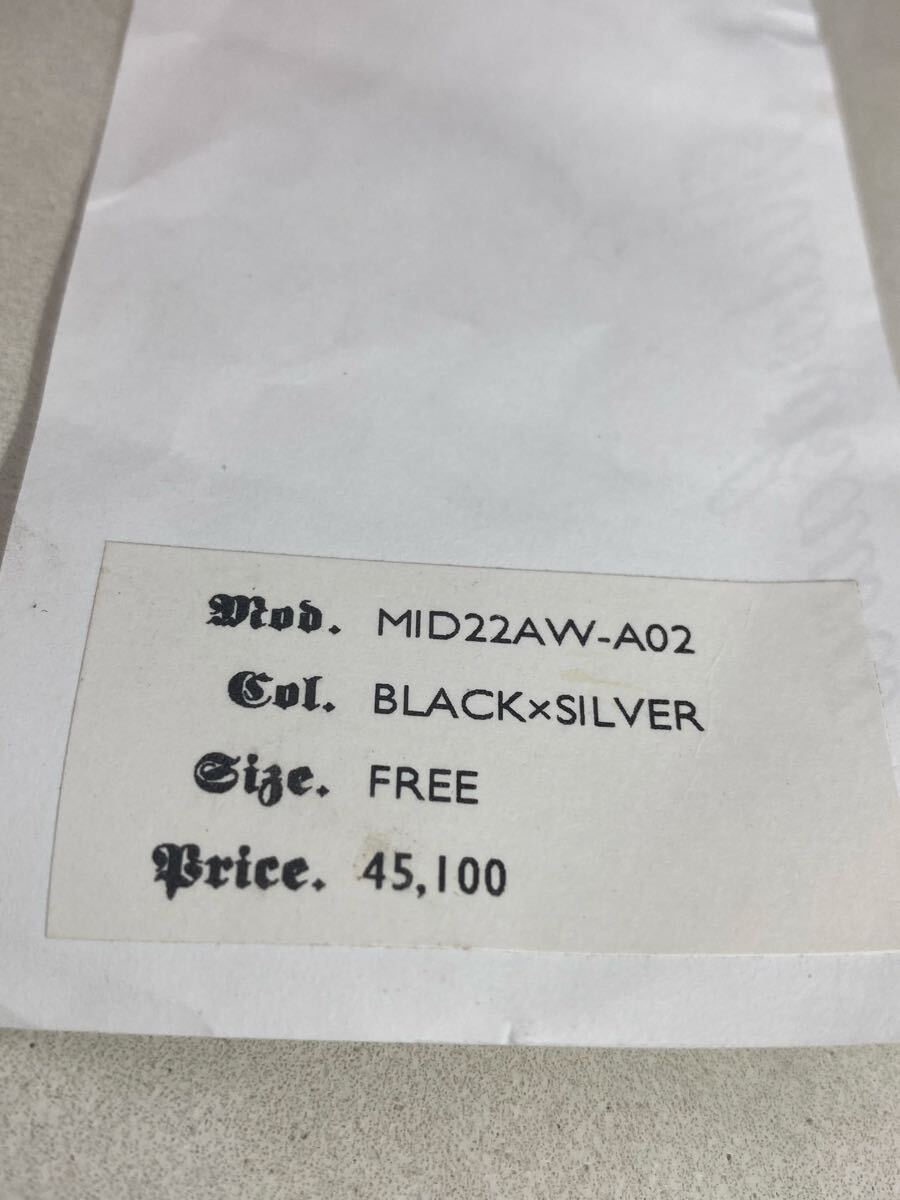 Mod. MID22AW-A02
Col. BLACK×SILVER
Size. FREE
Price. 45,100